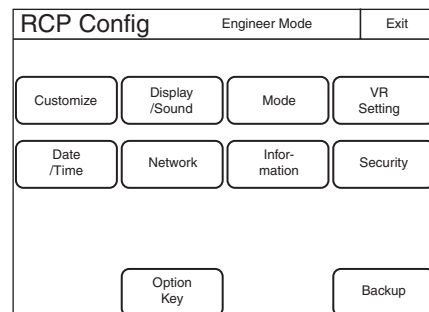 RCP Config Engineer Mode Exit
Customize
Display
/Sound
Mode
VR
Setting
Date
/Time
Network
Infor-
mation
Security
Option
Key
Backup